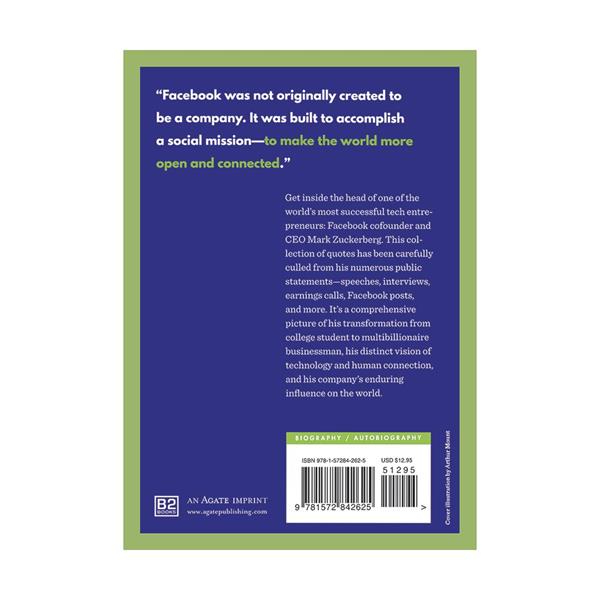 “Facebook was not originally created to
be a company. It was built to accomplish
a social mission—to make the world more
open and connected.”
Get inside the head of one of the
world’s most successful tech entre-
preneurs: Facebook cofounder and
CEO Mark Zuckerberg. This col-
lection of quotes has been carefully
culled from his numerous public
statements—speeches, interviews,
earnings calls, Facebook posts,
and more. It’s a comprehensive
picture of his transformation from
college student to multibillionaire
businessman, his distinct vision of
technology and human connection,
and his company’s enduring
influence on the world.
BIOGRAPHY / AUTOBIOGRAPHY
ISBN 978-1-57284-262-5 USD $12.95
51295
9 781572 842625 >
B2
BOOKS
AN AGATE IMPRINT
www.agatepublishing.com
Cover illustration by Arthur Mount